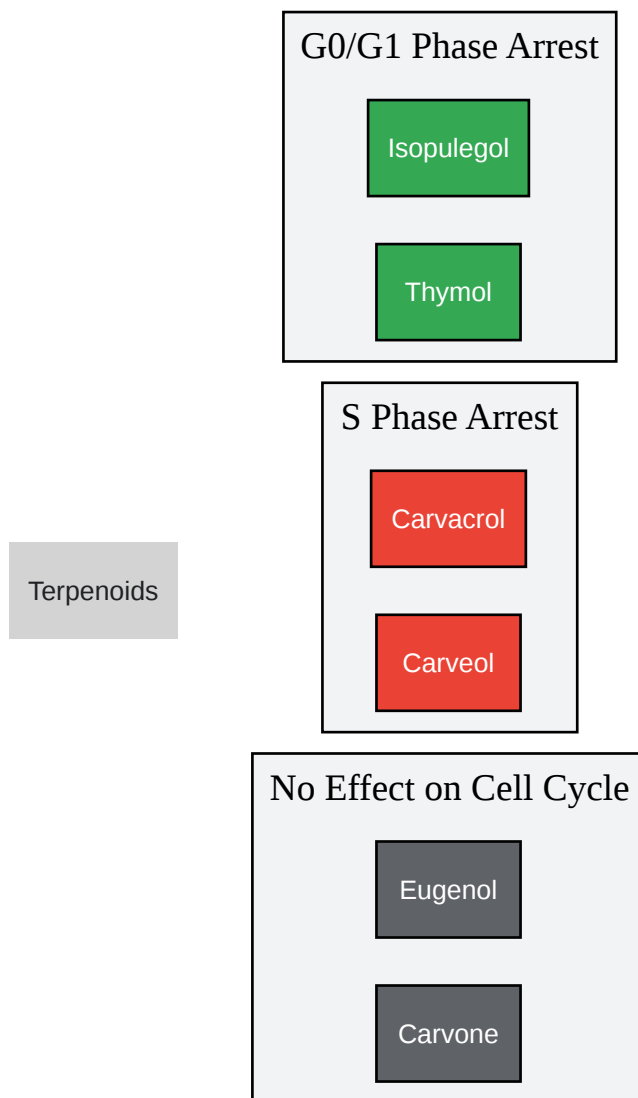 G0/G1 Phase Arrest
Isopulegol
Thymol
S Phase Arrest
Carvacrol
Terpenoids
Carveol
No Effect on Cell Cycle
Eugenol
Carvone